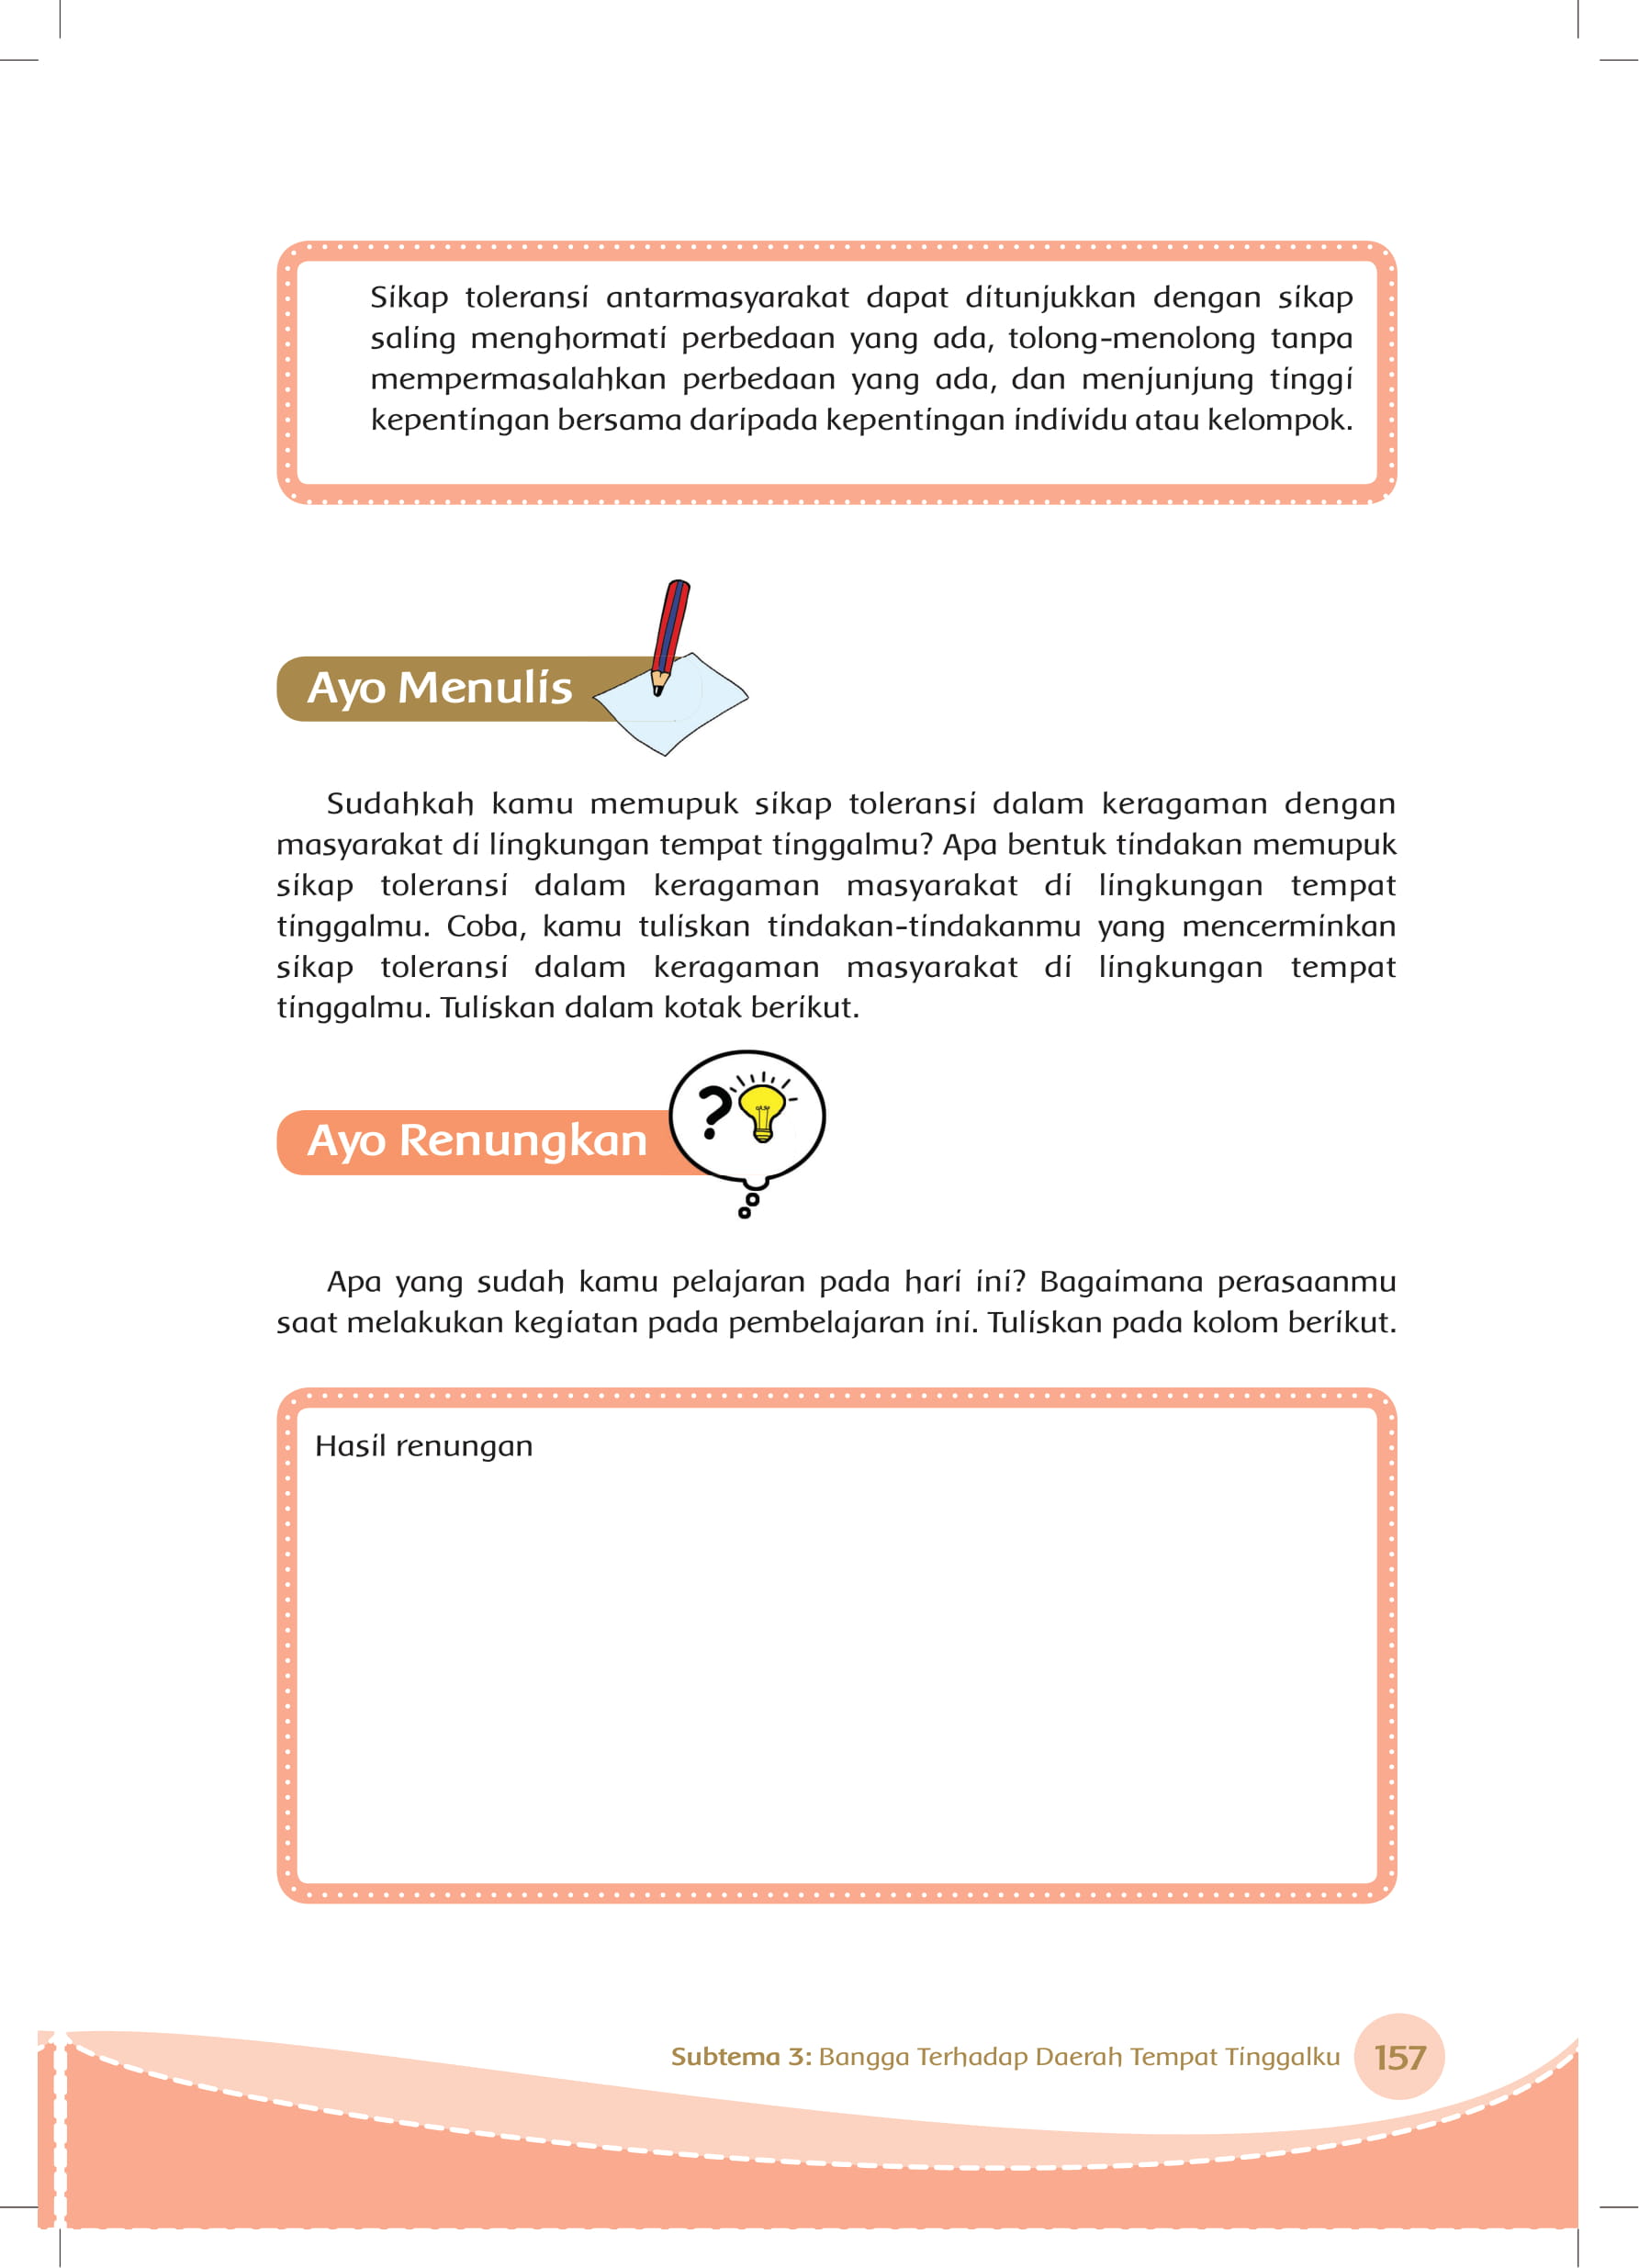 Sikap toleransi antarmasyarakat dapat ditunjukkan dengan sikap
saling menghormati perbedaan yang ada, tolong-menolong tanpa
mempermasalahkan perbedaan yang ada, dan menjunjung tinggi
kepentingan bersama daripada kepentingan individu atau kelompok.
Ayo Menulis
Sudahkah kamu memupuk sikap toleransi dalam keragaman dengan
masyarakat di lingkungan tempat tinggalmu? Apa bentuk tindakan memupuk
sikap toleransi dalam keragaman masyarakat di lingkungan tempat
tinggalmu. Coba, kamu tuliskan tindakan-tindakanmu yang mencerminkan
sikap toleransi dalam keragaman masyarakat di lingkungan tempat
tinggalmu. Tuliskan dalam kotak berikut.
?
Ayo Renungkan
Apa yang sudah kamu pelajaran pada hari ini? Bagaimana perasaanmu
saat melakukan kegiatan pada pembelajaran ini. Tuliskan pada kolom berikut.
Hasil renungan
Subtema 3: Bangga Terhadap Daerah Tempat Tinggalku 157